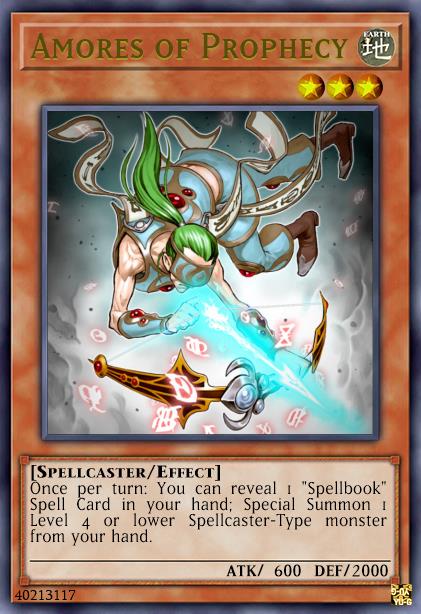 Amores of Prophecy
EARTH
地
[Spellcaster/Effect]
Once per turn: You can reveal 1 "Spellbook"
Spell Card in your hand; Special Summon 1
Level 4 or lower Spellcaster-Type monster
from your hand.
ATK/ 600 DEF/2000
40213117